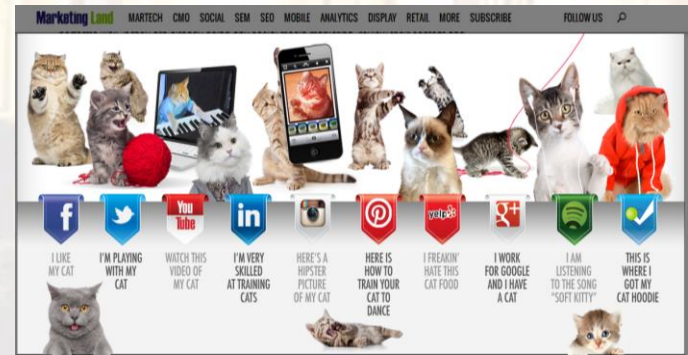 Marketing Land MARTECH CMO SOCIAL SEM SEO MOBILE ANALYTICS DISPLAY RETAIL MORE SUBSCRIBE FOLLOW US
f
You
Tube
in
yelp
g+
I LIKE
MY CAT
I'M PLAYING
WITH MY
CAT
WATCH THIS
VIDEO OF
MY CAT
I'M VERY
SKILLED
AT TRAINING
CATS
HERE'S A
HIPSTER
PICTURE
OF MY CAT
HERE IS
HOW TO
TRAIN YOUR
CAT TO
DANCE
I FREAKIN'
HATE THIS
CAT FOOD
I WORK
FOR GOOGLE
AND I HAVE
A CAT
I AM
LISTENING
TO THE SONG
"SOFT KITTY"
THIS IS
WHERE I
GOT MY
CAT HOODIE